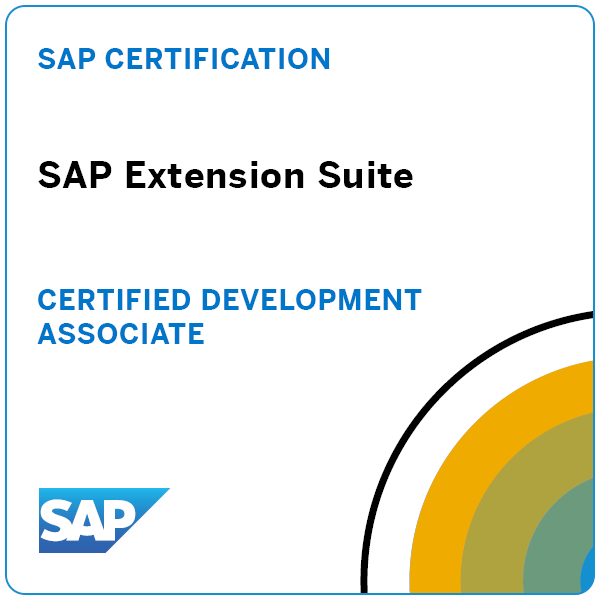 SAP CERTIFICATION
SAP Extension Suite
CERTIFIED DEVELOPMENT
ASSOCIATE
SAP